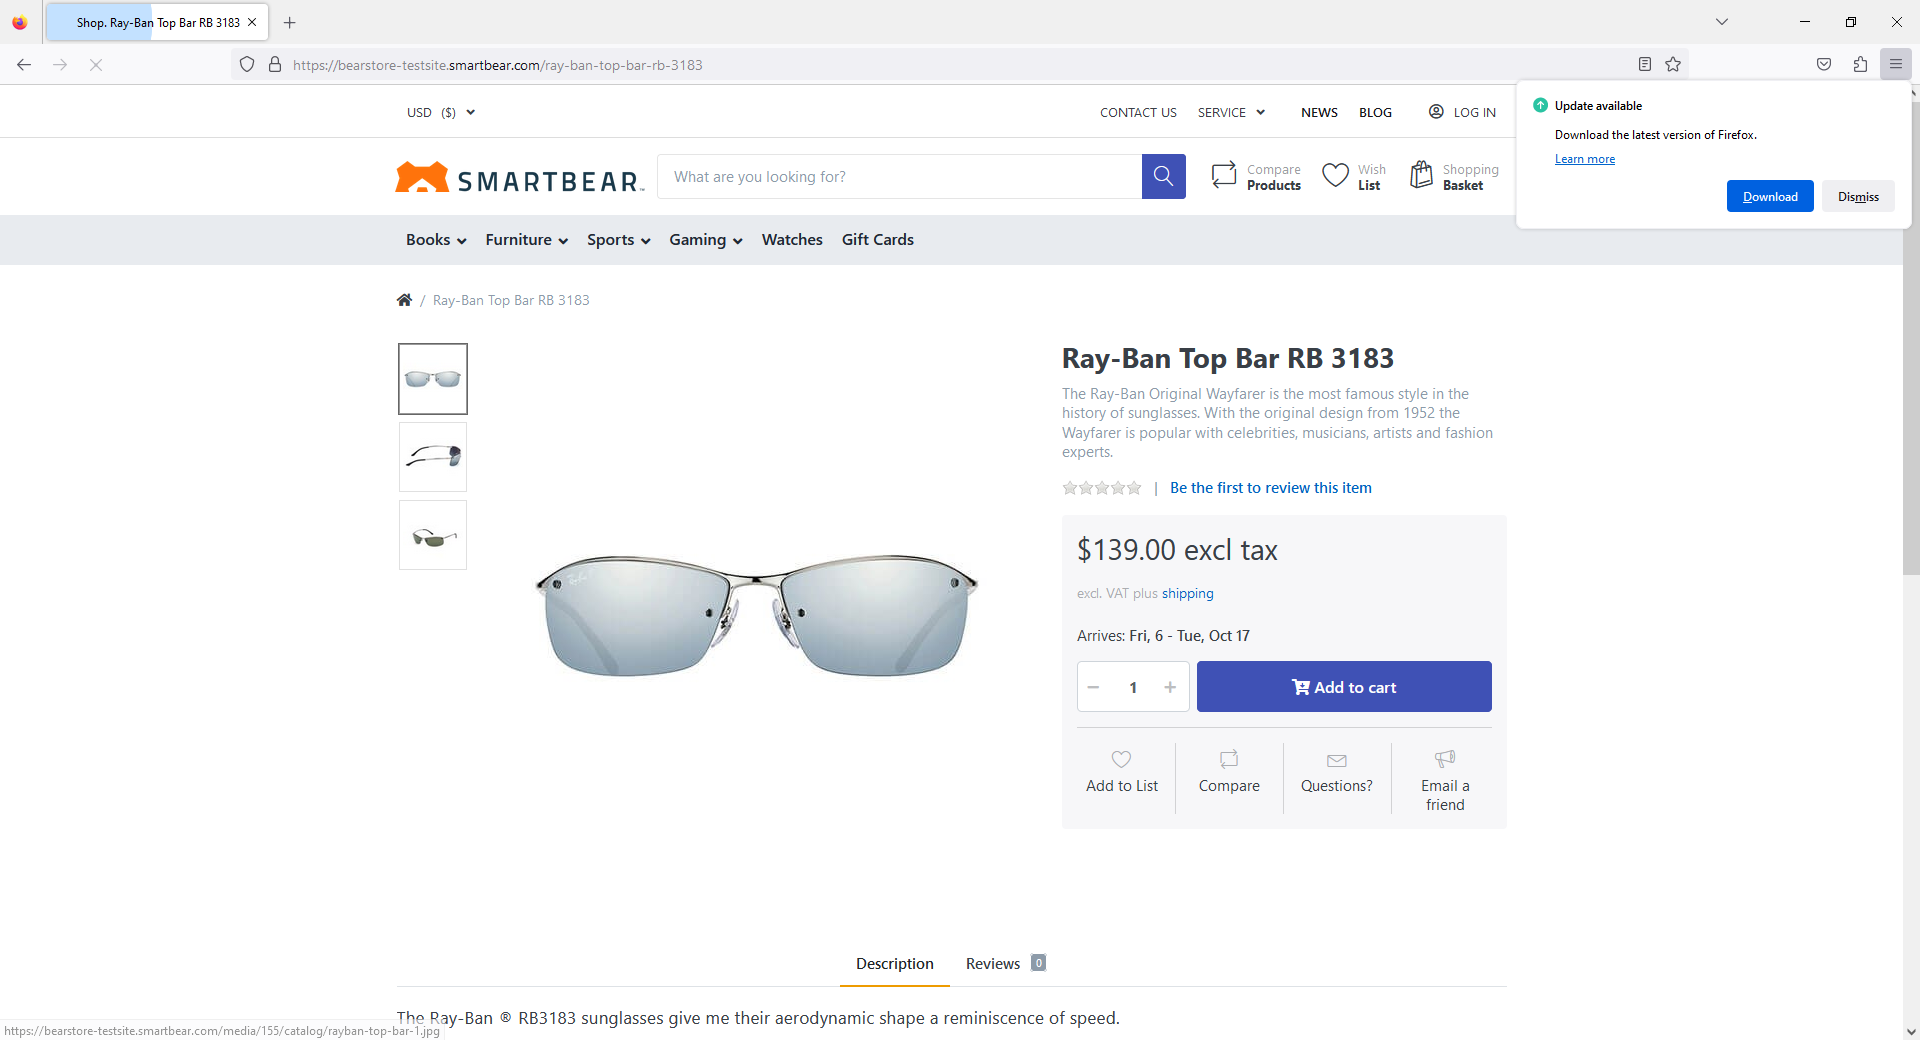 Shop. Ray-Ban Top Bar RB 3183
https://bearstore-testsite.smartbear.com/ray-ban-top-bar-rb-3183
Update available
Download the latest version of Firefox.
Learn more
Download
Dismiss
USD ($)
CONTACT US
SERVICE
NEWS
BLOG
LOG IN
SMARTBEAR
What are you looking for?
Compare
Products
Wish
List
Shopping
Basket
Books
Furniture
Sports
Gaming
Watches
Gift Cards
/ Ray-Ban Top Bar RB 3183
Ray-Ban Top Bar RB 3183
The Ray-Ban Original Wayfarer is the most famous style in the
history of sunglasses. With the original design from 1952 the
Wayfarer is popular with celebrities, musicians, artists and fashion
experts.
| Be the first to review this item
$139.00 excl tax
excl. VAT plus shipping
Arrives: Fri, 6 - Tue, Oct 17
1
Add to cart
Add to List
Compare
Questions?
Email a
friend
Description
Reviews 0
The Ray-Ban ® RB3183 sunglasses give me their aerodynamic shape a reminiscence of speed.
https://bearstore-testsite.smartbear.com/media/155/catalog/rayban-top-bar-1.jpg